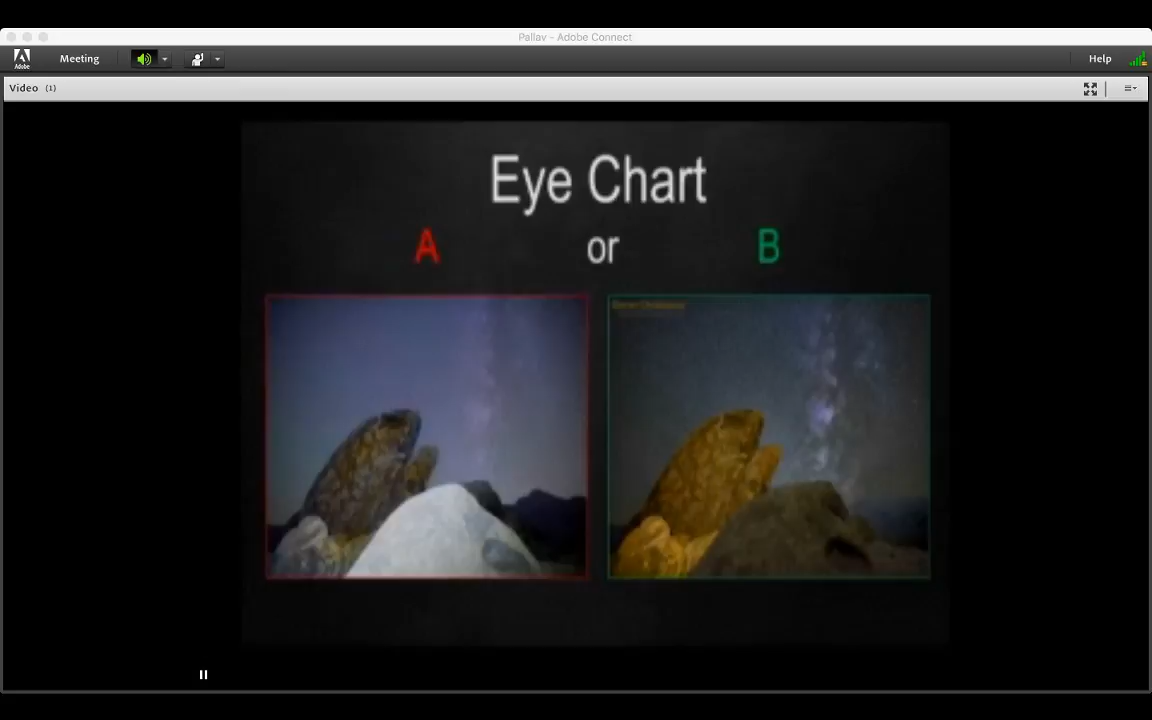 Pallav - Adobe Connect
Adobe
Meeting
Help
Video (1)
Eye Chart
A or B